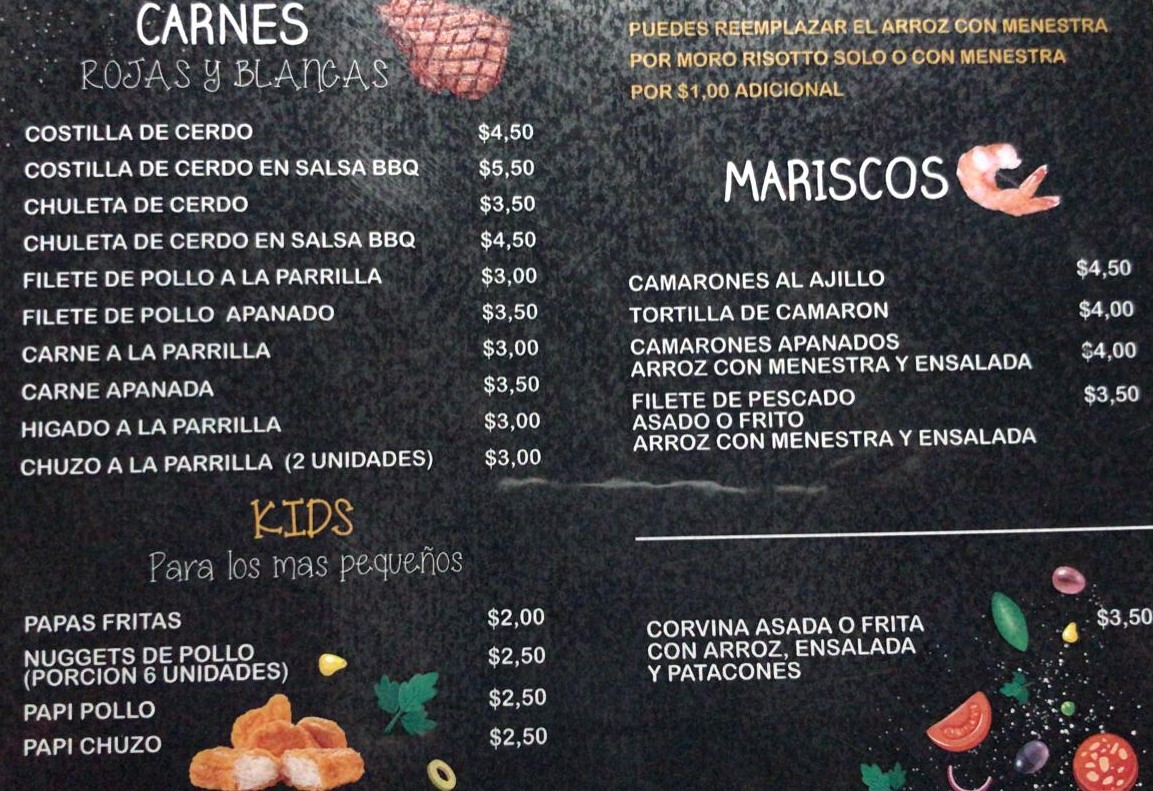 CARNES
ROJAS Y BLANCAS
COSTILLA DE CERDO $4,50
COSTILLA DE CERDO EN SALSA BBQ $5,50
CHULETA DE CERDO $3,50
CHULETA DE CERDO EN SALSA BBQ $4,50
FILETE DE POLLO A LA PARRILLA $3,00
FILETE DE POLLO APANADO $3,50
CARNE A LA PARRILLA $3,00
CARNE APANADA $3,50
HIGADO A LA PARRILLA $3,00
CHUZO A LA PARRILLA (2 UNIDADES) $3,00
KIDS
Para los mas pequeños
PAPAS FRITAS $2,00
NUGGETS DE POLLO $2,50
(PORCION 6 UNIDADES)
PAPI POLLO $2,50
PAPI CHUZO $2,50
PUEDES REEMPLAZAR EL ARROZ CON MENESTRA
POR MORO RISOTTO SOLO O CON MENESTRA
POR $1,00 ADICIONAL
MARISCOS
CAMARONES AL AJILLO $4,50
TORTILLA DE CAMARON $4,00
CAMARONES APANADOS $4,00
ARROZ CON MENESTRA Y ENSALADA
FILETE DE PESCADO $3,50
ASADO O FRITO
ARROZ CON MENESTRA Y ENSALADA
CORVINA ASADA O FRITA $3,50
CON ARROZ, ENSALADA
Y PATACONES